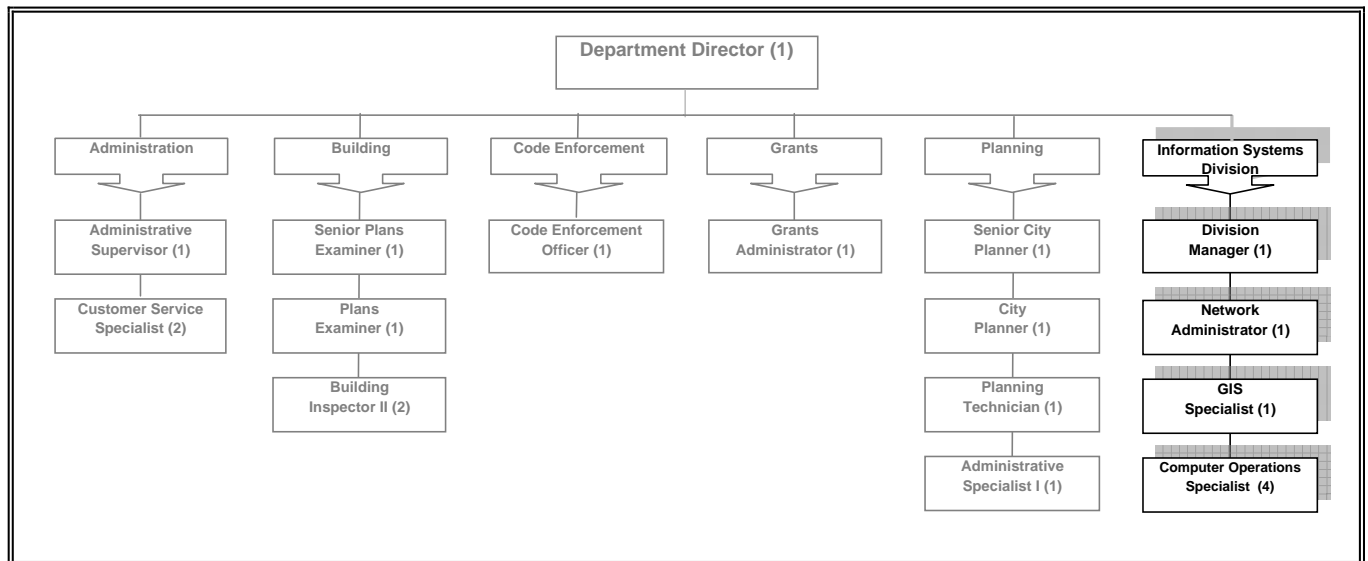 Department Director (1)
Administration
Building
Code Enforcement
Grants
Planning
Information Systems
Division
Administrative
Supervisor (1)
Senior Plans
Examiner (1)
Code Enforcement
Officer (1)
Grants
Administrator (1)
Senior City
Planner (1)
Division
Manager (1)
Customer Service
Specialist (2)
Plans
Examiner (1)
City
Planner (1)
Network
Administrator (1)
Building
Inspector II (2)
Planning
Technician (1)
GIS
Specialist (1)
Administrative
Specialist I (1)
Computer Operations
Specialist (4)